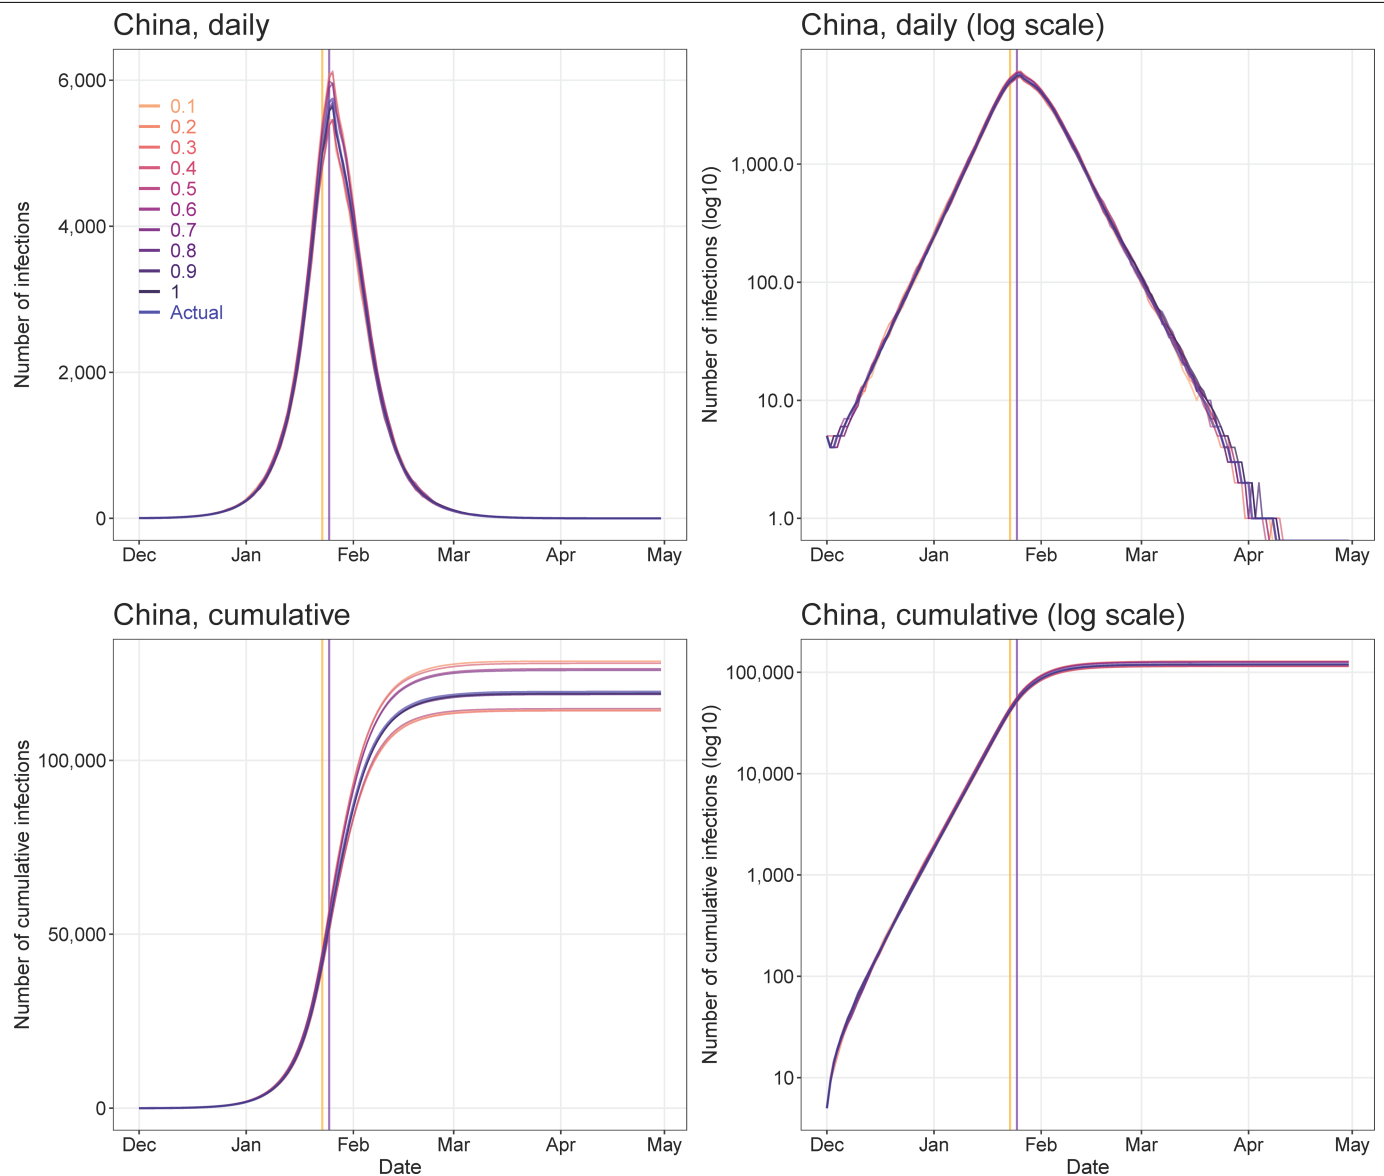 China, daily
Number of infections
6,000
4,000
2,000
0
0.1
0.2
0.3
0.4
0.5
0.6
0.7
0.8
0.9
1
Actual
Dec Jan Feb Mar Apr May
China, daily (log scale)
Number of infections (log10)
1,000.0
100.0
10.0
1.0
Dec Jan Feb Mar Apr May
China, cumulative
Number of cumulative infections
100,000
50,000
0
Dec Jan Feb Mar Apr May
Date
China, cumulative (log scale)
Number of cumulative infections (log10)
100,000
10,000
1,000
100
10
Dec Jan Feb Mar Apr May
Date